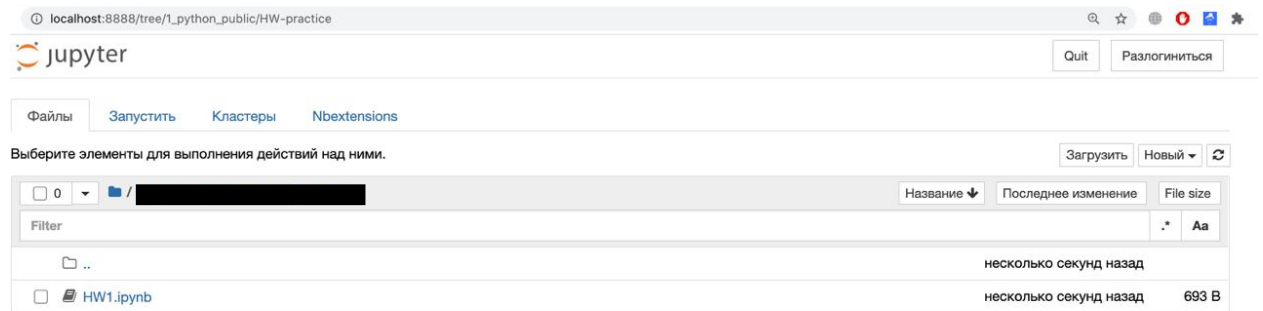 localhost:8888/tree/1_python_public/HW-practice
jupyter
Quit Разлогиниться
Файлы Запустить Кластеры Nbextensions
Выберите элементы для выполнения действий над ними.
Загрузить Новый
0 /
Название Последнее изменение File size
Filter .* Aa
.. несколько секунд назад
HW1.ipynb несколько секунд назад 693 B